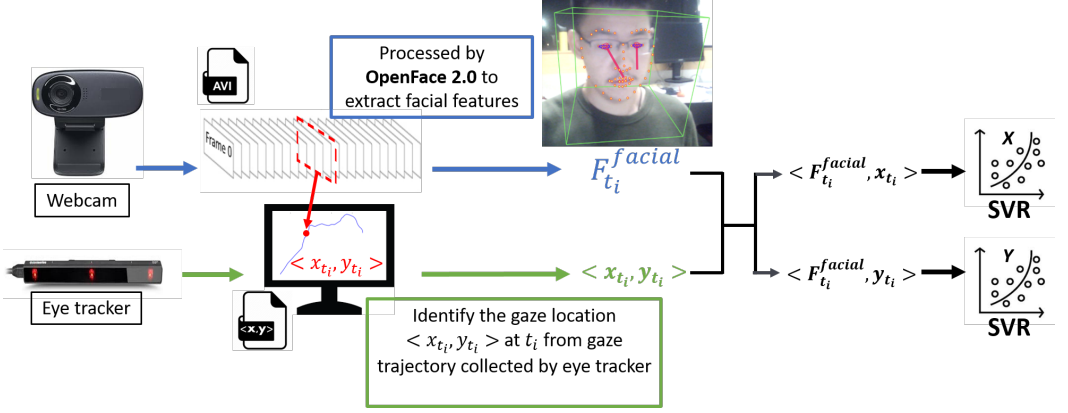 Processed by
OpenFace 2.0 to
extract facial features
AVI
Frame 0
Webcam
F_{t_i}^{facial}
< F_{t_i}^{facial}, x_{t_i} >
X
SVR
< x_{t_i}, y_{t_i} >
< x_{t_i}, y_{t_i} >
< F_{t_i}^{facial}, y_{t_i} >
Y
SVR
Eye tracker
<x,y>
Identify the gaze location
< x_{t_i}, y_{t_i} > at t_i from gaze
trajectory collected by eye tracker